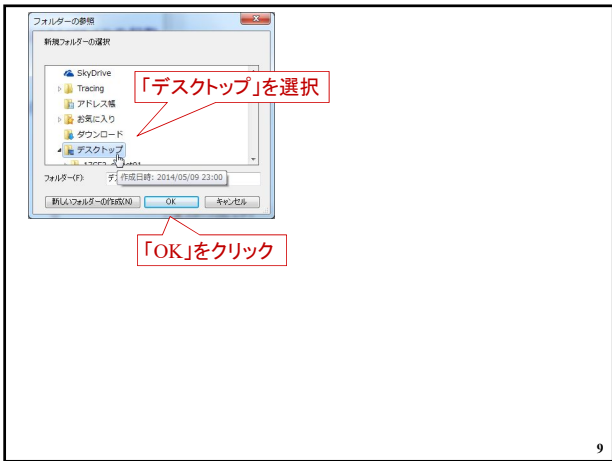 フォルダーの参照
新規フォルダーの選択
SkyDrive
Tracing
アドレス帳
お気に入り
ダウンロード
デスクトップ
「デスクトップ」を選択
フォルダー(F):
作成日時: 2014/05/09 23:00
新しいフォルダーの作成(N)
OK
キャンセル
「OK」をクリック
9